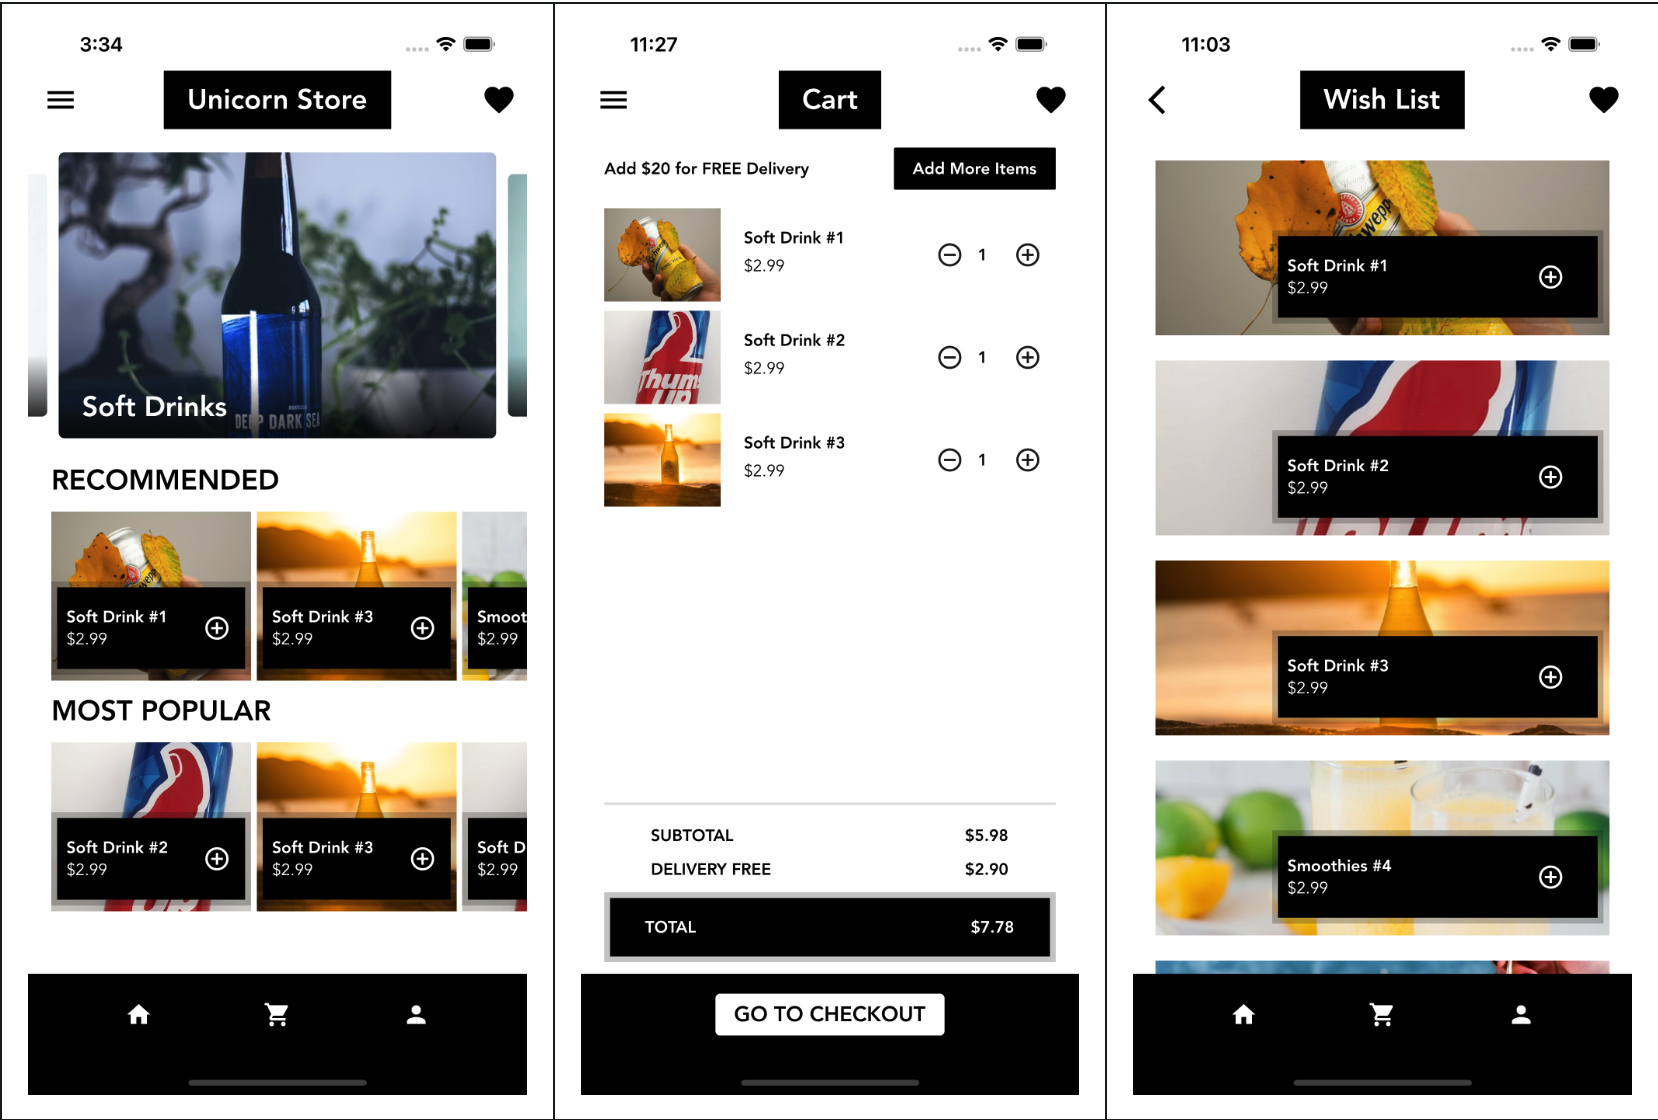 3:34
Unicorn Store
Soft Drinks
DEEP DARK SEA
RECOMMENDED
Soft Drink #1
$2.99
Soft Drink #3
$2.99
Smoot
$2.99
MOST POPULAR
Soft Drink #2
$2.99
Soft Drink #3
$2.99
Soft D
$2.99
11:27
Cart
Add $20 for FREE Delivery
Add More Items
Soft Drink #1
$2.99
1
Soft Drink #2
$2.99
1
Thums
UP
Soft Drink #3
$2.99
1
SUBTOTAL $5.98
DELIVERY FREE $2.90
TOTAL $7.78
GO TO CHECKOUT
11:03
Wish List
Schwepp
Soft Drink #1
$2.99
Soft Drink #2
$2.99
Soft Drink #3
$2.99
Smoothies #4
$2.99